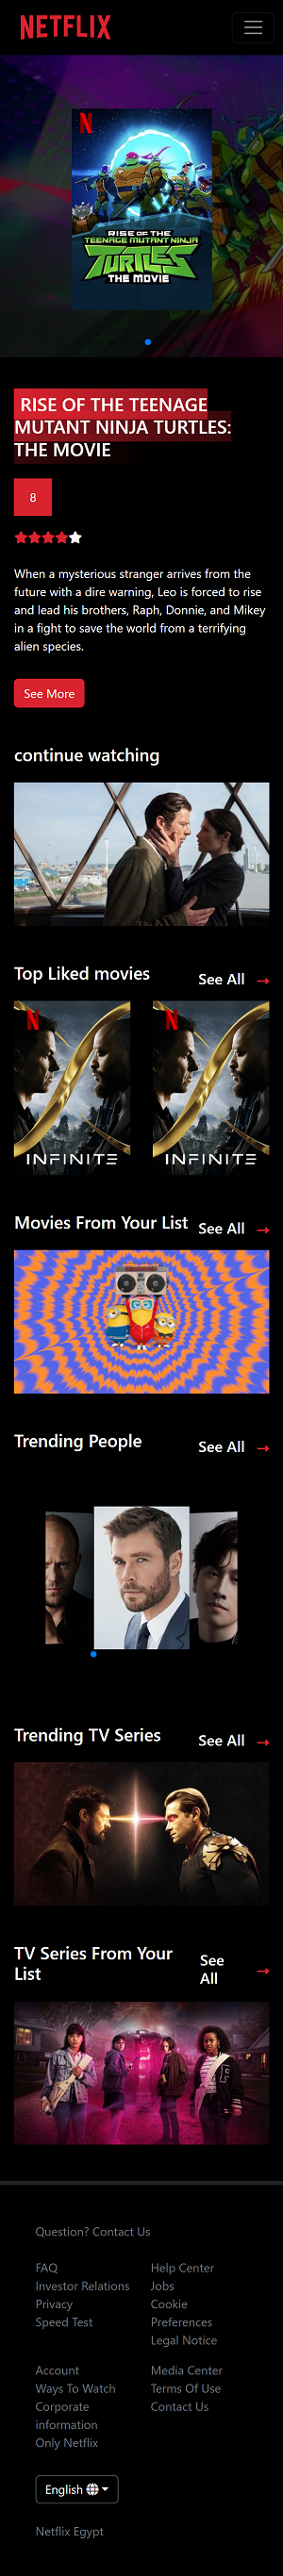 NETFLIX
N
RISE OF THE
TEENAGE MUTANT NINJA
TURTLES
THE MOVIE
RISE OF THE TEENAGE
MUTANT NINJA TURTLES:
THE MOVIE
8
When a mysterious stranger arrives from the
future with a dire warning, Leo is forced to rise
and lead his brothers, Raph, Donnie, and Mikey
in a fight to save the world from a terrifying
alien species.
See More
continue watching
Top Liked movies
See All
N
N
INFINITE
INFINITE
Movies From Your List
See All
Trending People
See All
Trending TV Series
See All
TV Series From Your
List
See
All
Question? Contact Us
FAQ
Investor Relations
Privacy
Speed Test
Help Center
Jobs
Cookie
Preferences
Legal Notice
Account
Ways To Watch
Corporate
information
Only Netflix
Media Center
Terms Of Use
Contact Us
English
Netflix Egypt